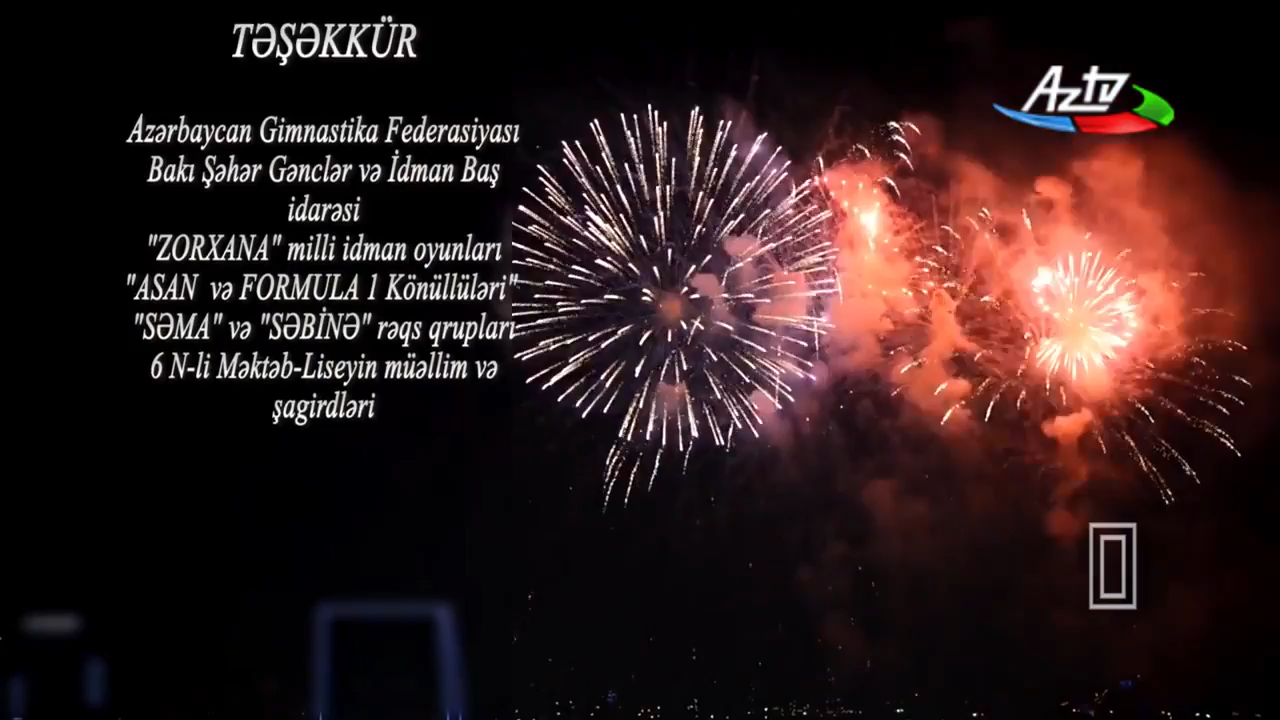 TƏŞƏKKÜR
AzTV
Azərbaycan Gimnastika Federasiyası
Bakı Şəhər Gənclər və İdman Baş
idarəsi
"ZORXANA" milli idman oyunları
"ASAN və FORMULA 1 Könüllüləri"
"SƏMA" və "SƏBİNƏ" rəqs qrupları
6 N-li Məktəb-Liseyin müəllim və
şagirdləri